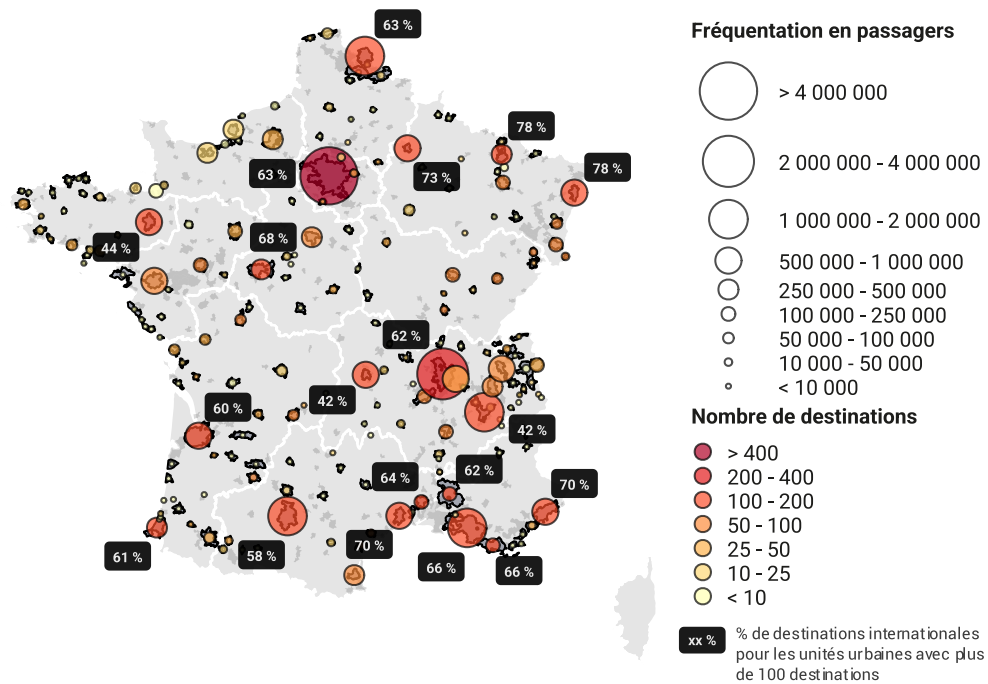 63 %
78 %
63 %
73 %
78 %
44 %
68 %
62 %
60 %
42 %
42 %
64 %
62 %
70 %
61 %
58 %
70 %
66 %
66 %
Fréquentation en passagers
> 4 000 000
2 000 000 - 4 000 000
1 000 000 - 2 000 000
500 000 - 1 000 000
250 000 - 500 000
100 000 - 250 000
50 000 - 100 000
10 000 - 50 000
< 10 000
Nombre de destinations
> 400
200 - 400
100 - 200
50 - 100
25 - 50
10 - 25
< 10
xx %
% de destinations internationales
pour les unités urbaines avec plus
de 100 destinations